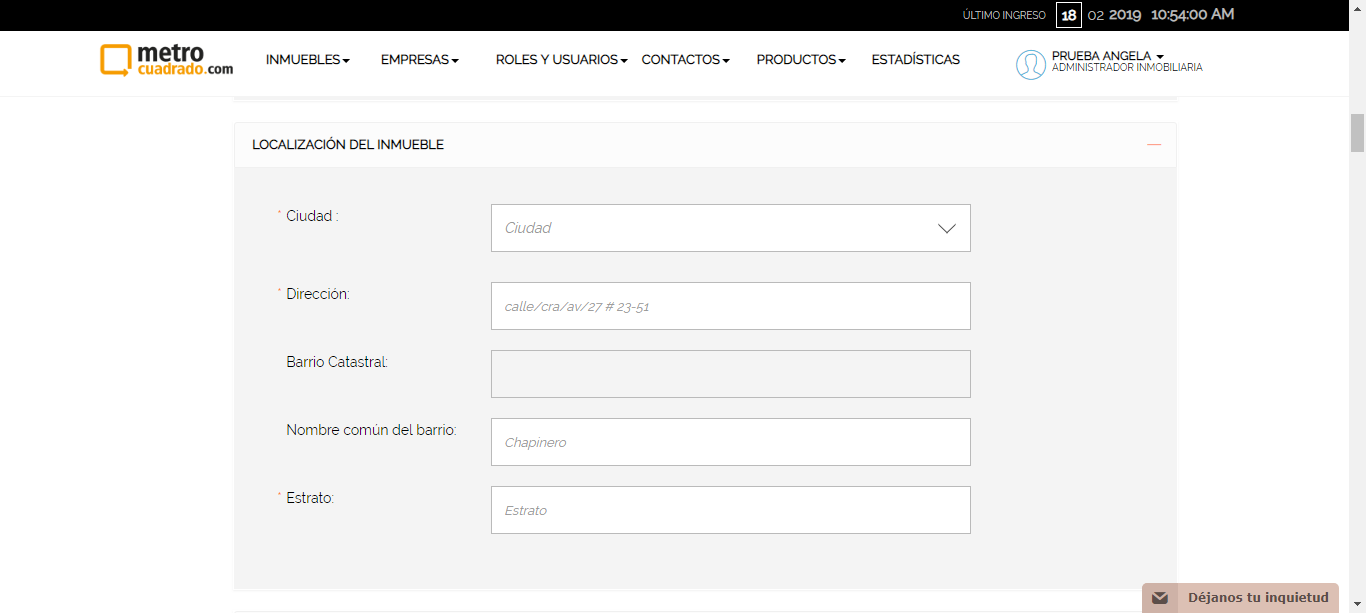 ÚLTIMO INGRESO 18 02 2019 10:54:00 AM
metro
cuadrado.com
INMUEBLES EMPRESAS ROLES Y USUARIOS CONTACTOS PRODUCTOS ESTADÍSTICAS
PRUEBA ANGELA
ADMINISTRADOR INMOBILIARIA
LOCALIZACIÓN DEL INMUEBLE
* Ciudad :
Ciudad
* Dirección:
calle/cra/av/27 # 23-51
Barrio Catastral:
Nombre común del barrio:
Chapinero
* Estrato:
Estrato
Déjanos tu inquietud